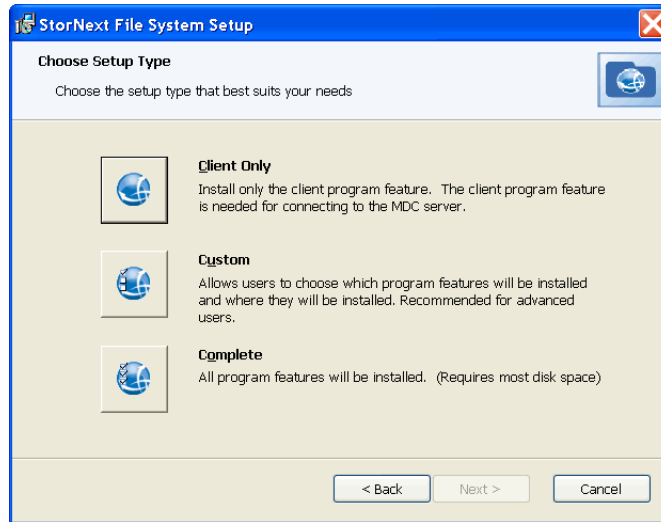 StorNext File System Setup
Choose Setup Type
Choose the setup type that best suits your needs
Client Only
Install only the client program feature. The client program feature
is needed for connecting to the MDC server.
Custom
Allows users to choose which program features will be installed
and where they will be installed. Recommended for advanced
users.
Complete
All program features will be installed. (Requires most disk space)
< Back
Next >
Cancel